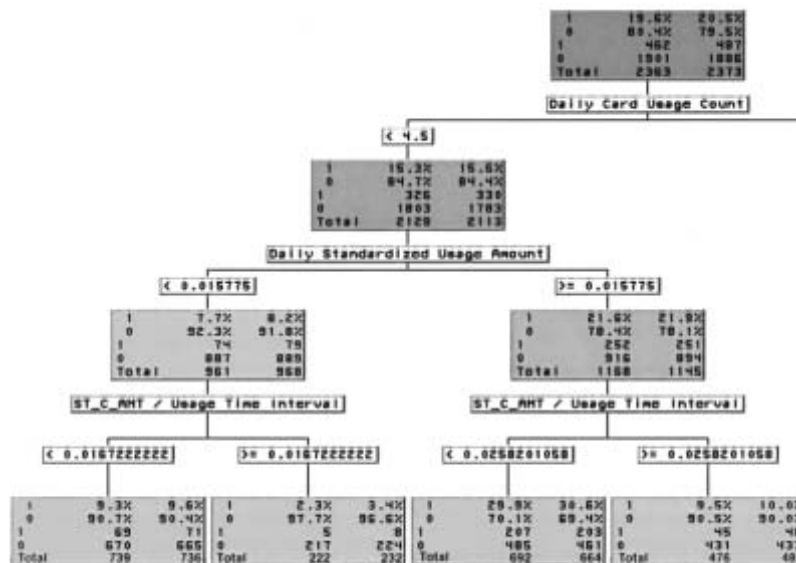 1 19.6% 20.5%
0 80.4% 79.5%
1 462 487
0 1901 1886
Total 2363 2373
Daily Card Usage Count
< 4.5
1 15.3% 15.6%
0 84.7% 84.4%
1 326 330
0 1803 1783
Total 2129 2113
Daily Standardized Usage Amount
< 0.015775 >= 0.015775
1 7.7% 8.2%
0 92.3% 91.8%
1 74 79
0 887 889
Total 961 968
1 21.6% 21.9%
0 78.4% 78.1%
1 252 251
0 916 894
Total 1168 1145
ST_C_AMT / Usage Time Interval ST_C_AMT / Usage Time Interval
< 0.0167222222 >= 0.0167222222 < 0.0258201058 >= 0.0258201058
1 9.3% 9.6%
0 90.7% 90.4%
1 69 71
0 670 665
Total 739 736
1 2.3% 3.4%
0 97.7% 96.6%
1 5 8
0 217 224
Total 222 232
1 29.9% 30.6%
0 70.1% 69.4%
1 207 203
0 485 461
Total 692 664
1 9.5% 10.0
0 90.5% 90.0
1 45
0 431
Total 476